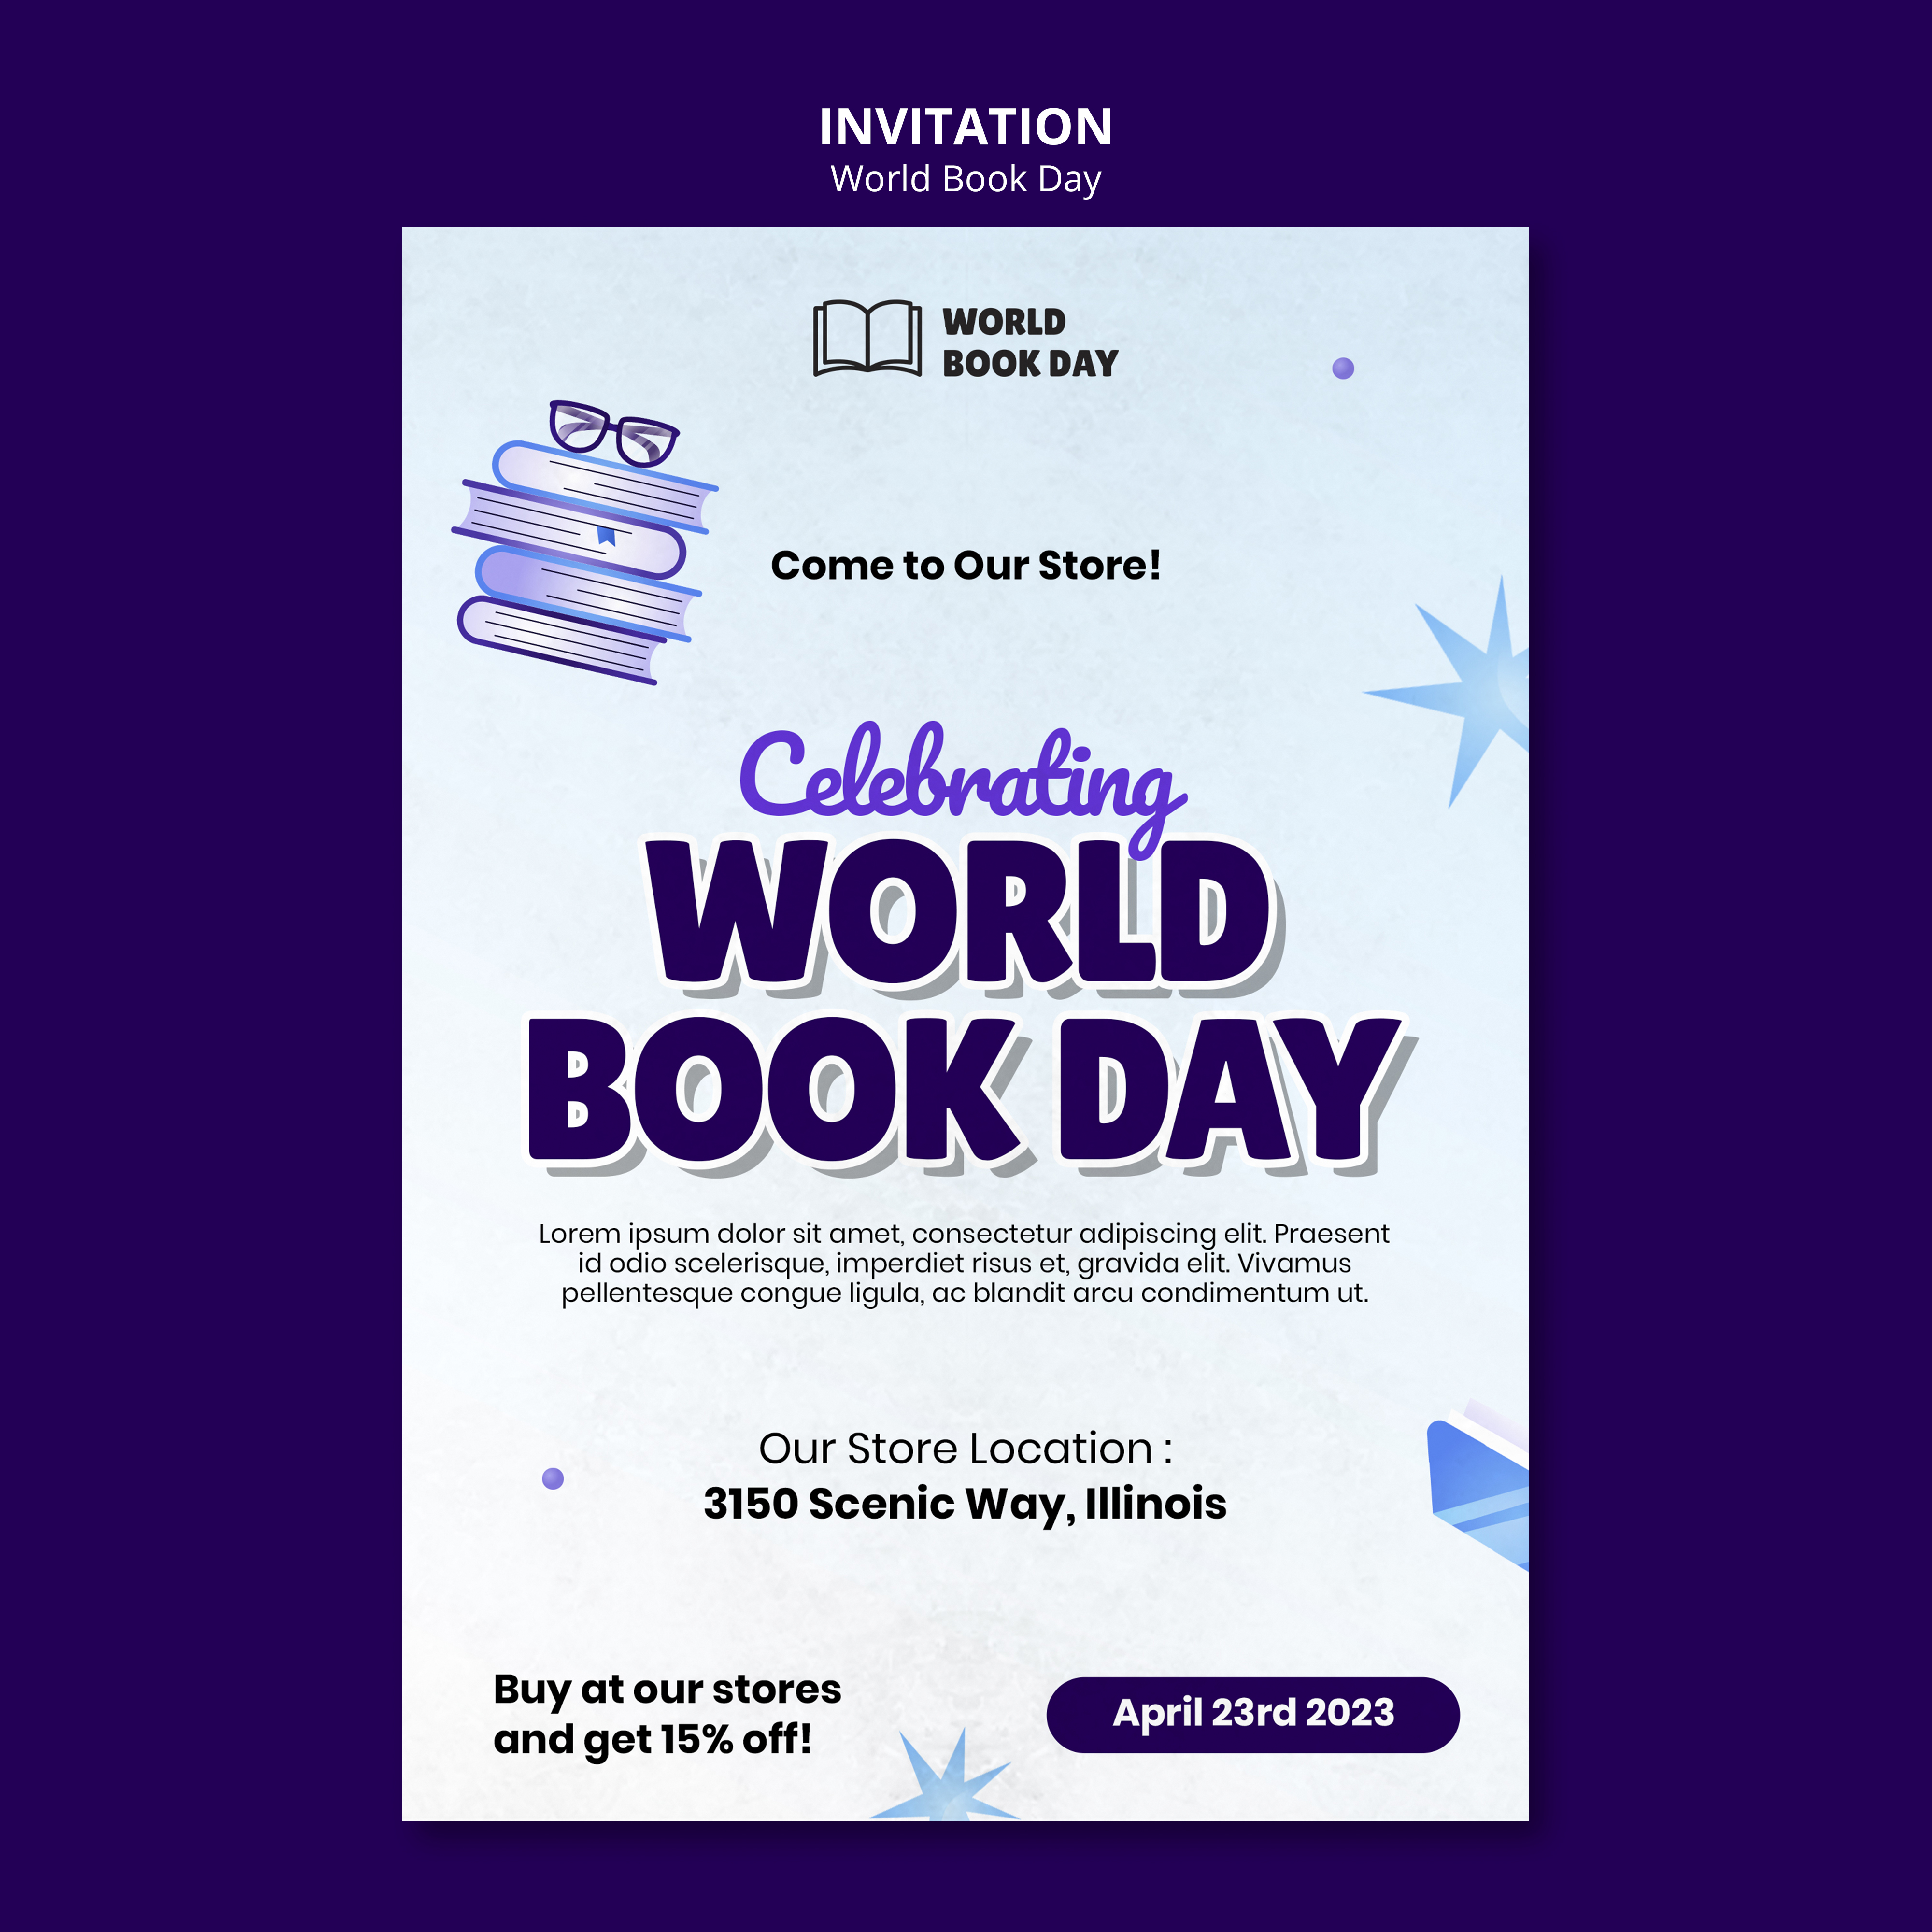 INVITATION
World Book Day
WORLD
BOOK DAY
Come to Our Store!
Celebrating
WORLD
BOOK DAY
Lorem ipsum dolor sit amet, consectetur adipiscing elit. Praesent
id odio scelerisque, imperdiet risus et, gravida elit. Vivamus
pellentesque congue ligula, ac blandit arcu condimentum ut.
Our Store Location :
3150 Scenic Way, Illinois
Buy at our stores
and get 15% off!
April 23rd 2023